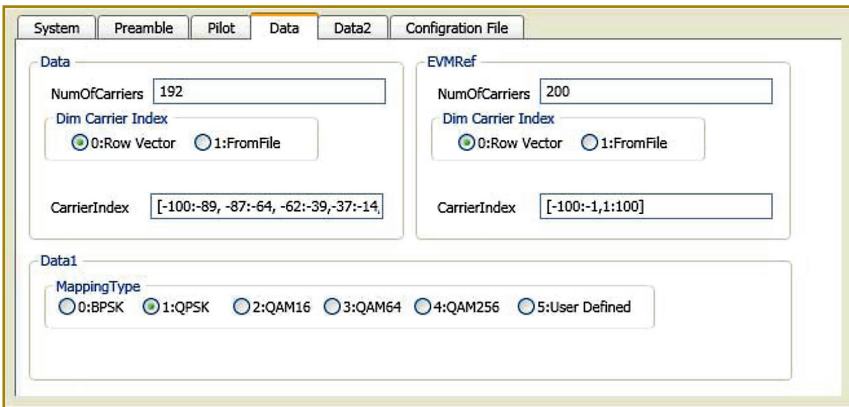 System Preamble Pilot Data Data2 Configration File
Data
NumOfCarriers 192
Dim Carrier Index
0:Row Vector 1:FromFile
CarrierIndex [-100:-89, -87:-64, -62:-39,-37:-14,
EVMRef
NumOfCarriers 200
Dim Carrier Index
0:Row Vector 1:FromFile
CarrierIndex [-100:-1,1:100]
Data1
MappingType
0:BPSK 1:QPSK 2:QAM16 3:QAM64 4:QAM256 5:User Defined